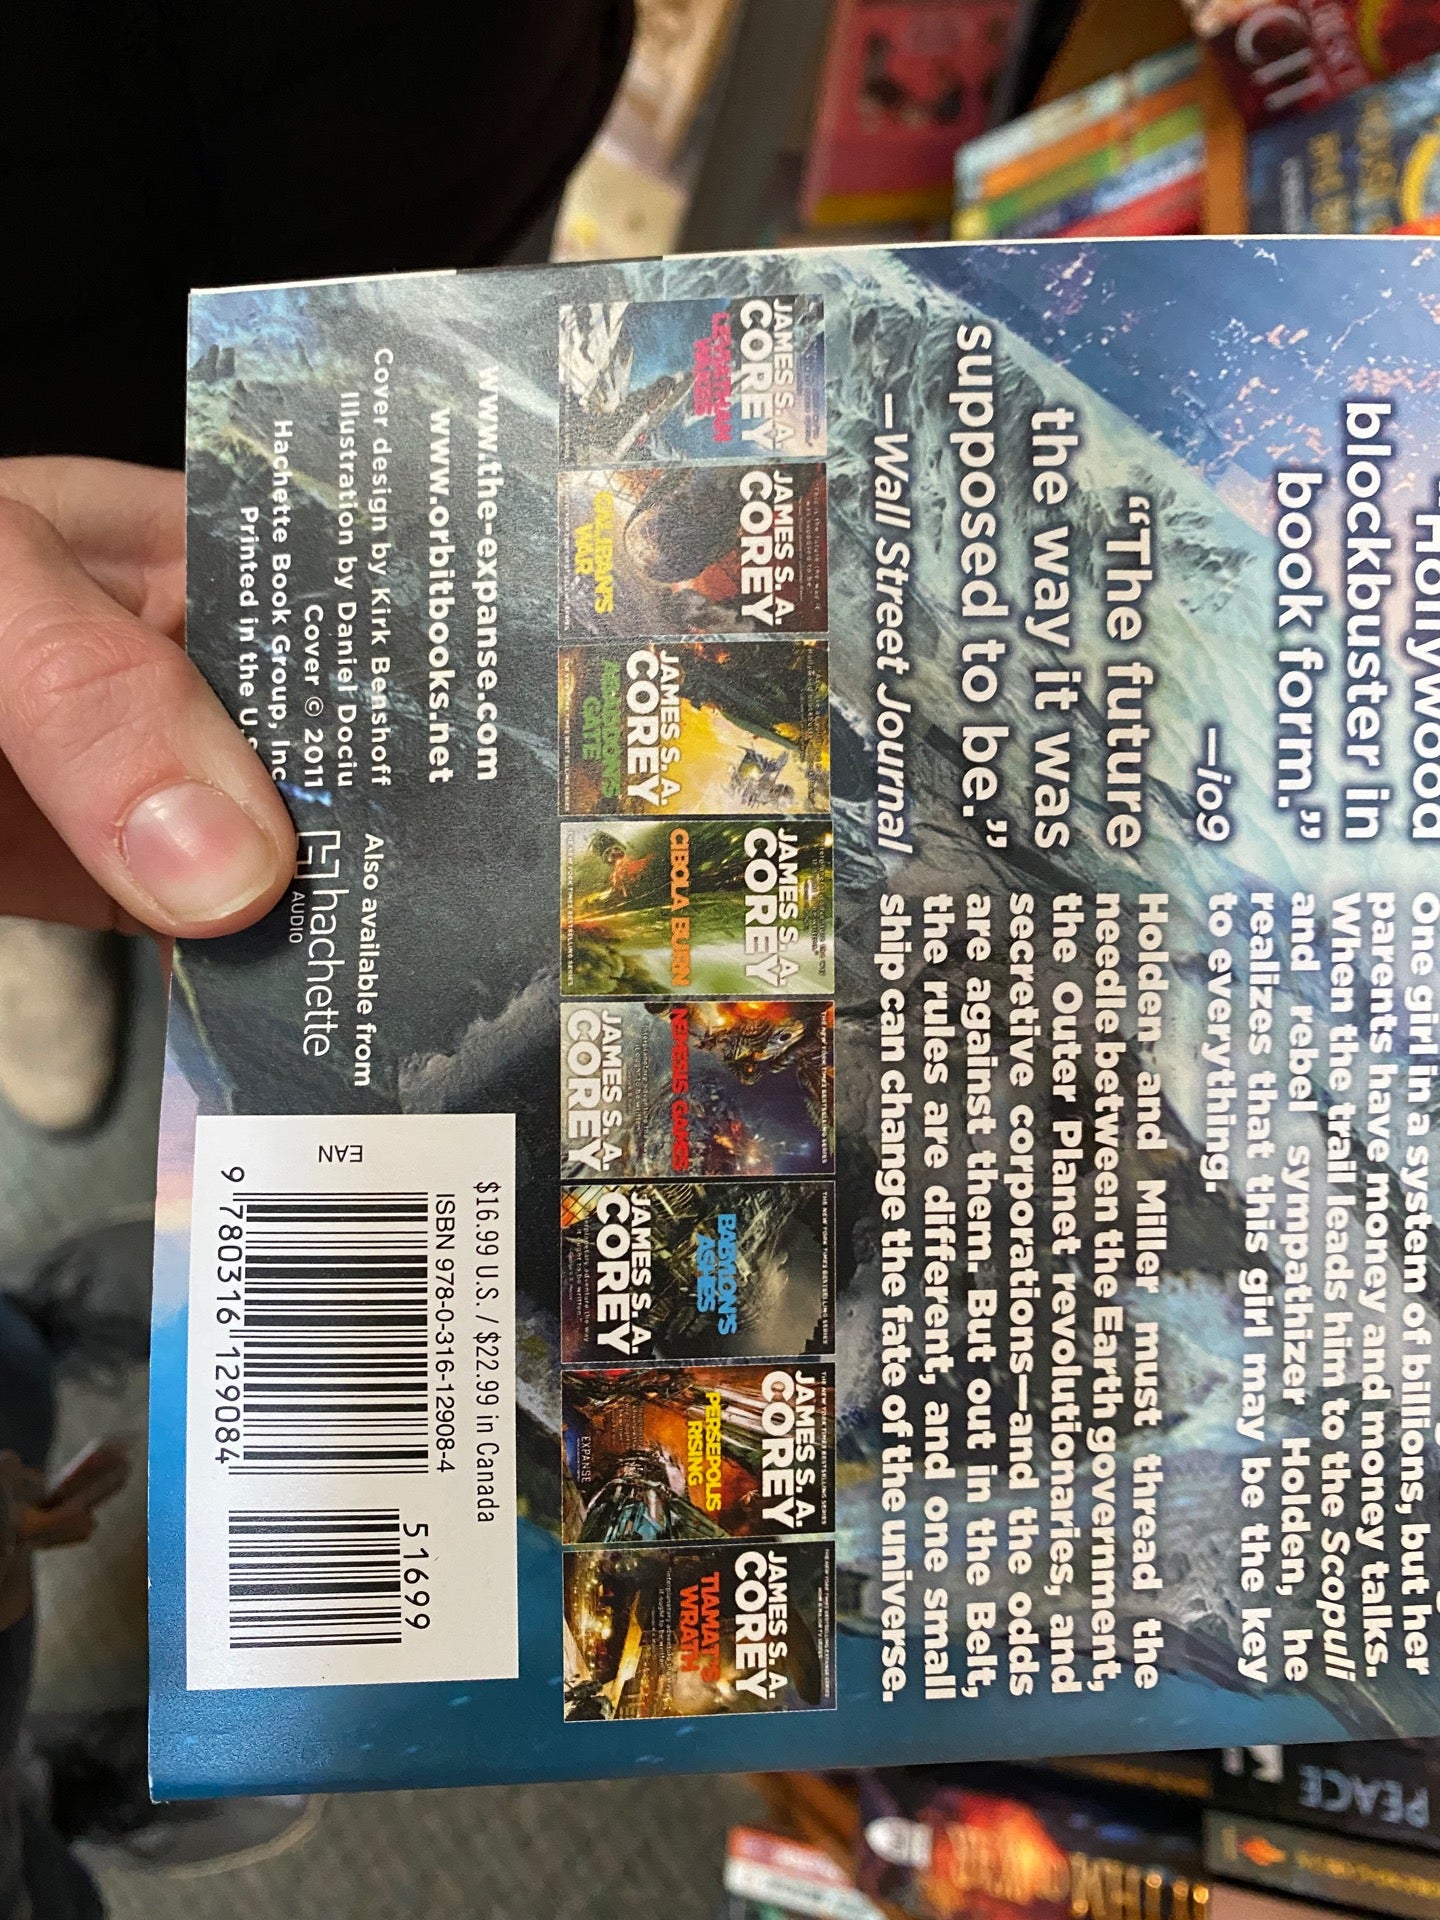 "Hollywood
blockbuster in
book form."
—io9
"The future
the way it was
supposed to be."
—Wall Street Journal
One girl in a system of billions, but her
parents have money and money talks.
When the trail leads him to the Scopuli
and rebel sympathizer Holden, he
realizes that this girl may be the key
to everything.
Holden and Miller must thread the
needle between the Earth government,
the Outer Planet revolutionaries, and
secretive corporations—and the odds
are against them. But out in the Belt,
the rules are different, and one small
ship can change the fate of the universe.
JAMES S. A.
COREY
LEVIATHAN
WAKES
JAMES S. A.
COREY
CALIBAN'S
WAR
JAMES S. A.
COREY
ABADDON'S
GATE
JAMES S. A.
COREY
CIBOLA BURN
NEMESIS GAMES
JAMES S. A.
COREY
BABYLON'S
ASHES
JAMES S. A.
COREY
JAMES S. A.
COREY
PERSEPOLIS
RISING
EXPANSE
JAMES S. A.
COREY
TIAMAT'S
WRATH
www.the-expanse.com
www.orbitbooks.net
Cover design by Kirk Benshoff
Illustration by Daniel Dociu
Cover © 2011
Hachette Book Group, Inc
Printed in the U.S
Also available from
hachette
AUDIO
$16.99 U.S. / $22.99 in Canada
ISBN 978-0-316-12908-4
EAN
9 780316 129084
51699
PEACE